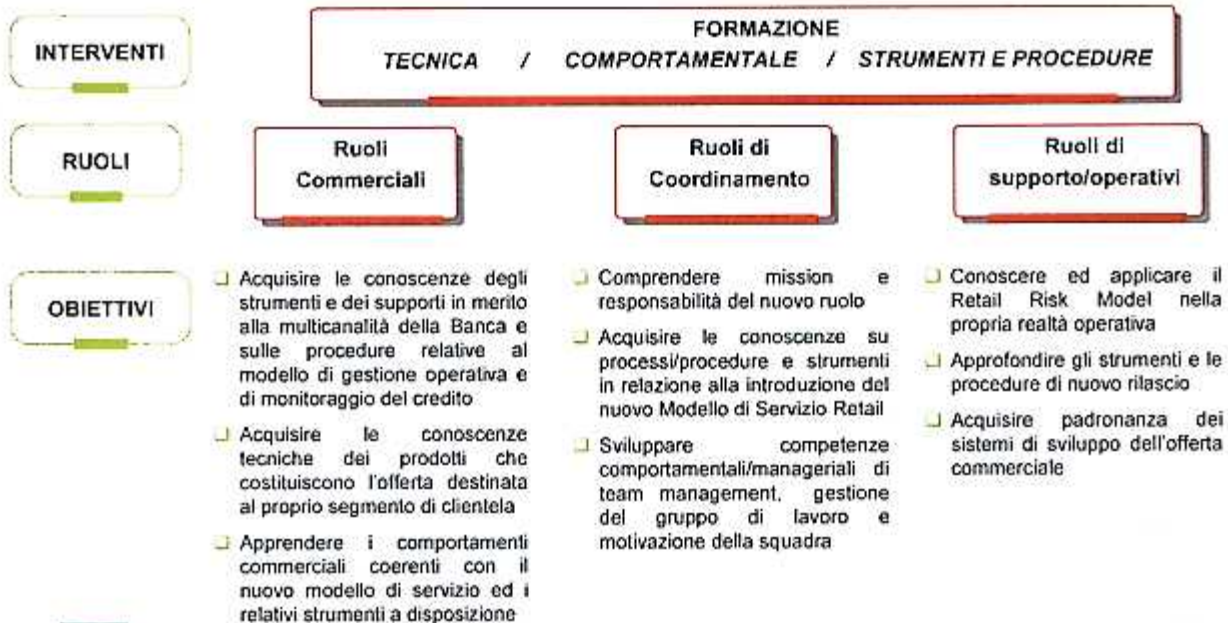 INTERVENTI
FORMAZIONE
TECNICA / COMPORTAMENTALE / STRUMENTI E PROCEDURE
RUOLI
Ruoli
Commerciali
Ruoli di
Coordinamento
Ruoli di
supporto/operativi
OBIETTIVI
Acquisire le conoscenze degli
strumenti e dei supporti in merito
alla multicanalità della Banca e
sulle procedure relative al
modello di gestione operativa e
di monitoraggio del credito
Acquisire le conoscenze
tecniche dei prodotti che
costituiscono l'offerta destinata
al proprio segmento di clientela
Apprendere i comportamenti
commerciali coerenti con il
nuovo modello di servizio ed i
relativi strumenti a disposizione
Comprendere mission e
responsabilità del nuovo ruolo
Acquisire le conoscenze su
processi/procedure e strumenti
in relazione alla introduzione del
nuovo Modello di Servizio Retail
Sviluppare competenze
comportamentali/manageriali di
team management, gestione
del gruppo di lavoro e
motivazione della squadra
Conoscere ed applicare il
Retail Risk Model nella
propria realtà operativa
Approfondire gli strumenti e le
procedure di nuovo rilascio
Acquisire padronanza dei
sistemi di sviluppo dell'offerta
commerciale